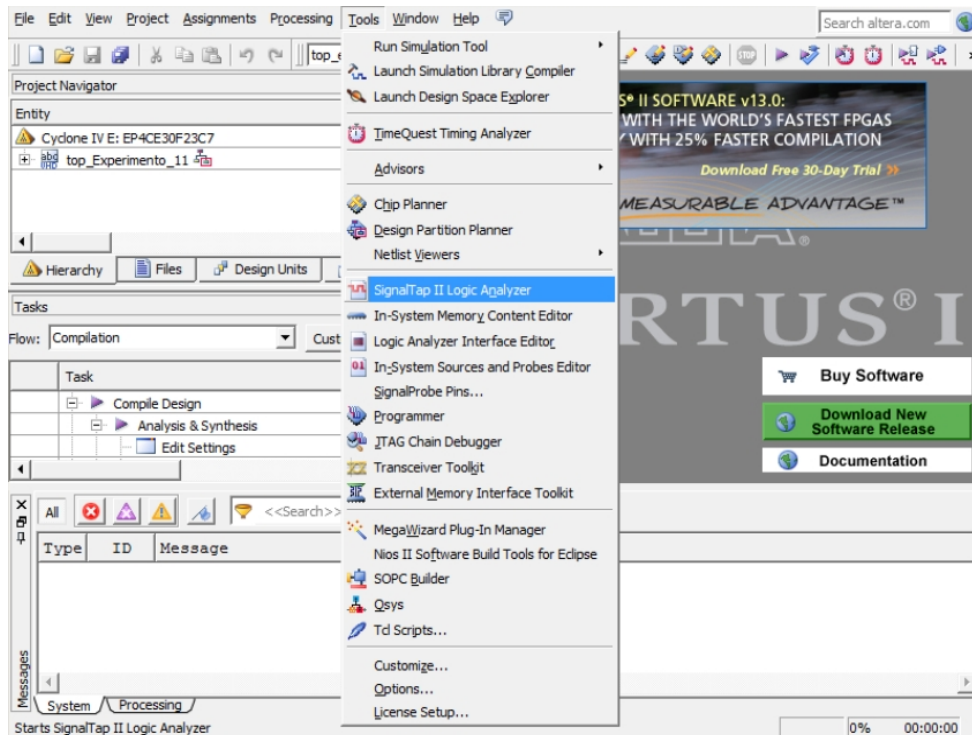 File Edit View Project Assignments Processing Tools Window Help
Search altera.com
Project Navigator
Entity
Cyclone IV E: EP4CE30F23C7
abd
top_Experimento_11
Hierarchy Files Design Units
Tasks
Flow: Compilation
Cust
Task
Compile Design
Analysis & Synthesis
Edit Settings
Run Simulation Tool
Launch Simulation Library Compiler
Launch Design Space Explorer
TimeQuest Timing Analyzer
Advisors
Chip Planner
Design Partition Planner
Netlist Viewers
SignalTap II Logic Analyzer
In-System Memory Content Editor
Logic Analyzer Interface Editor
In-System Sources and Probes Editor
SignalProbe Pins...
Programmer
JTAG Chain Debugger
Transceiver Toolkit
External Memory Interface Toolkit
MegaWizard Plug-In Manager
Nios II Software Build Tools for Eclipse
SOPC Builder
Qsys
Tcl Scripts...
Customize...
Options...
License Setup...
STOP
S® II SOFTWARE v13.0:
WITH THE WORLD'S FASTEST FPGAS
WITH 25% FASTER COMPILATION
Download Free 30-Day Trial
MEASURABLE ADVANTAGE™
RTUS® I
Buy Software
Download New
Software Release
Documentation
All
<<Search>>
Type ID Message
Messages
System Processing
Starts SignalTap II Logic Analyzer
0% 00:00:00